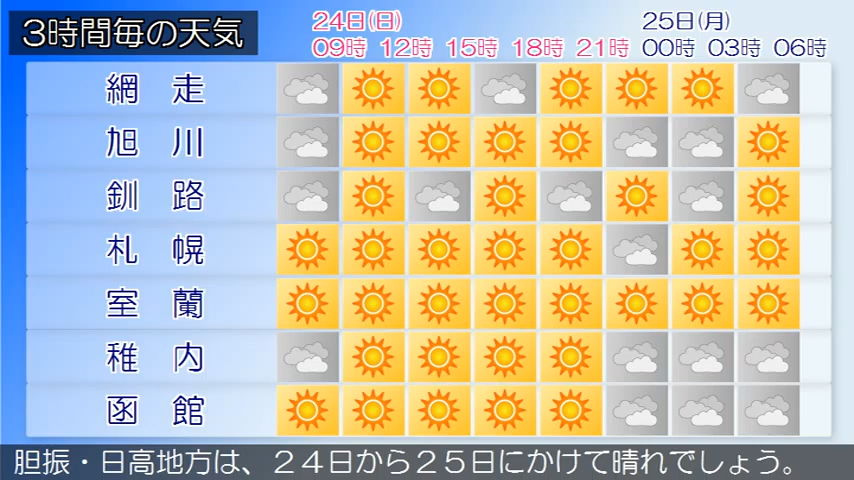 3時間毎の天気
24日(日) 25日(月)
09時 12時 15時 18時 21時 00時 03時 06時
網 走
旭 川
釧 路
札 幌
室 蘭
稚 内
函 館
胆振・日高地方は、２４日から２５日にかけて晴れでしょう。